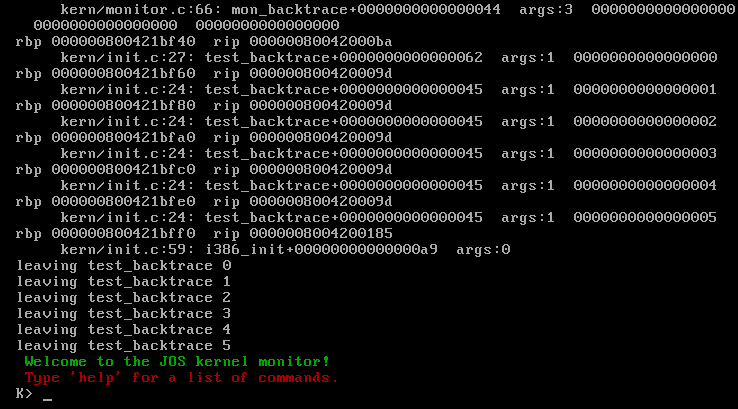 kern/monitor.c:66: mon_backtrace+0000000000000044  args:3  0000000000000000
0000000000000000  0000000000000000
rbp 000000800421bf40  rip 00000080042000ba
kern/init.c:27: test_backtrace+0000000000000062  args:1  0000000000000000
rbp 000000800421bf60  rip 000000800420009d
kern/init.c:24: test_backtrace+0000000000000045  args:1  0000000000000001
rbp 000000800421bf80  rip 000000800420009d
kern/init.c:24: test_backtrace+0000000000000045  args:1  0000000000000002
rbp 000000800421bfa0  rip 000000800420009d
kern/init.c:24: test_backtrace+0000000000000045  args:1  0000000000000003
rbp 000000800421bfc0  rip 000000800420009d
kern/init.c:24: test_backtrace+0000000000000045  args:1  0000000000000004
rbp 000000800421bfe0  rip 000000800420009d
kern/init.c:24: test_backtrace+0000000000000045  args:1  0000000000000005
rbp 000000800421bff0  rip 0000008004200185
kern/init.c:59: i386_init+00000000000000a9  args:0
leaving test_backtrace 0
leaving test_backtrace 1
leaving test_backtrace 2
leaving test_backtrace 3
leaving test_backtrace 4
leaving test_backtrace 5
Welcome to the JOS kernel monitor!
Type 'help' for a list of commands.
K> _